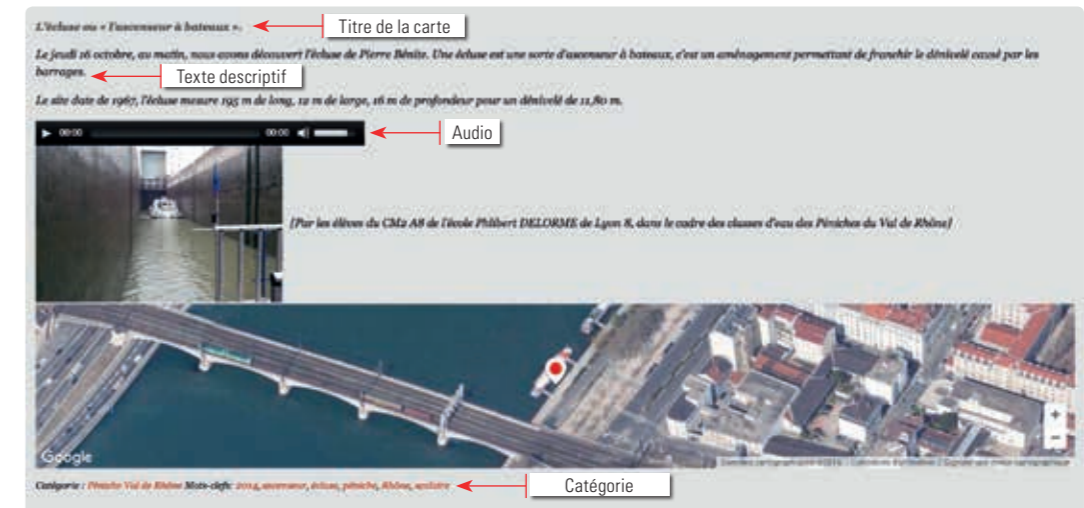 L'écluse ou « l'ascenseur à bateaux ».
Titre de la carte
Le jeudi 16 octobre, au matin, nous avons découvert l'écluse de Pierre Bénite. Une écluse est une sorte d'ascenseur à bateaux, c'est un aménagement permettant de franchir le dénivelé causé par les
barrages.
Texte descriptif
Le site date de 1967, l'écluse mesure 195 m de long, 12 m de large, 16 m de profondeur pour un dénivelé de 11,80 m.
00:00 00:00
Audio
[Par les élèves du CM2 A8 de l'école Philibert DELORME de Lyon 8, dans le cadre des classes d'eau des Péniches du Val de Rhône]
+
−
Google
Catégorie : Péniche Val de Rhône Mots-clefs: 2014, ascenseur, écluse, péniche, Rhône, scolaire
Catégorie